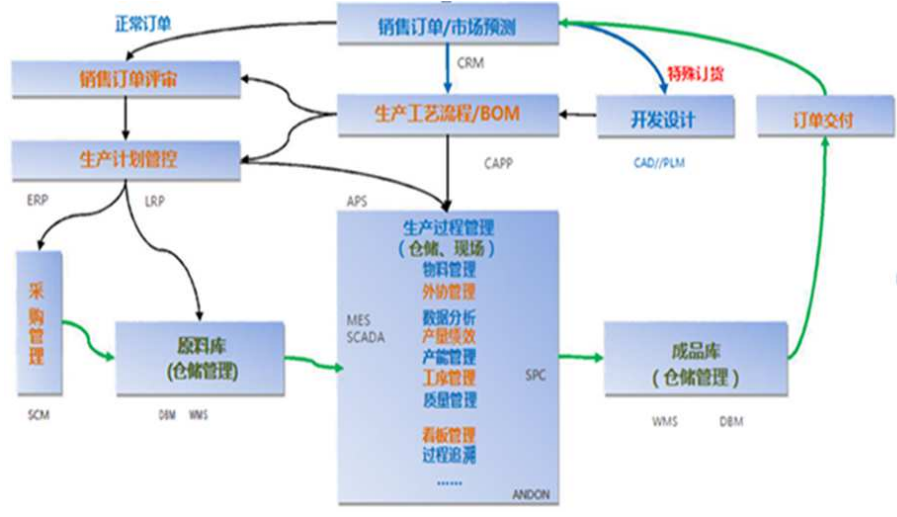 正常订单
销售订单/市场预测
CRM
特殊订货
销售订单评审
生产工艺流程/BOM
开发设计
订单交付
CAPP
CAD//PLM
生产计划管控
ERP
LRP
APS
生产过程管理
(仓储、现场)
物料管理
外协管理
数据分析
产量绩效
产能管理
工序管理
质量管理
看板管理
过程追溯
......
MES
SCADA
SPC
ANDON
采
购
管
理
SCM
原料库
(仓储管理)
DBM
WMS
成品库
(仓储管理)
WMS
DBM